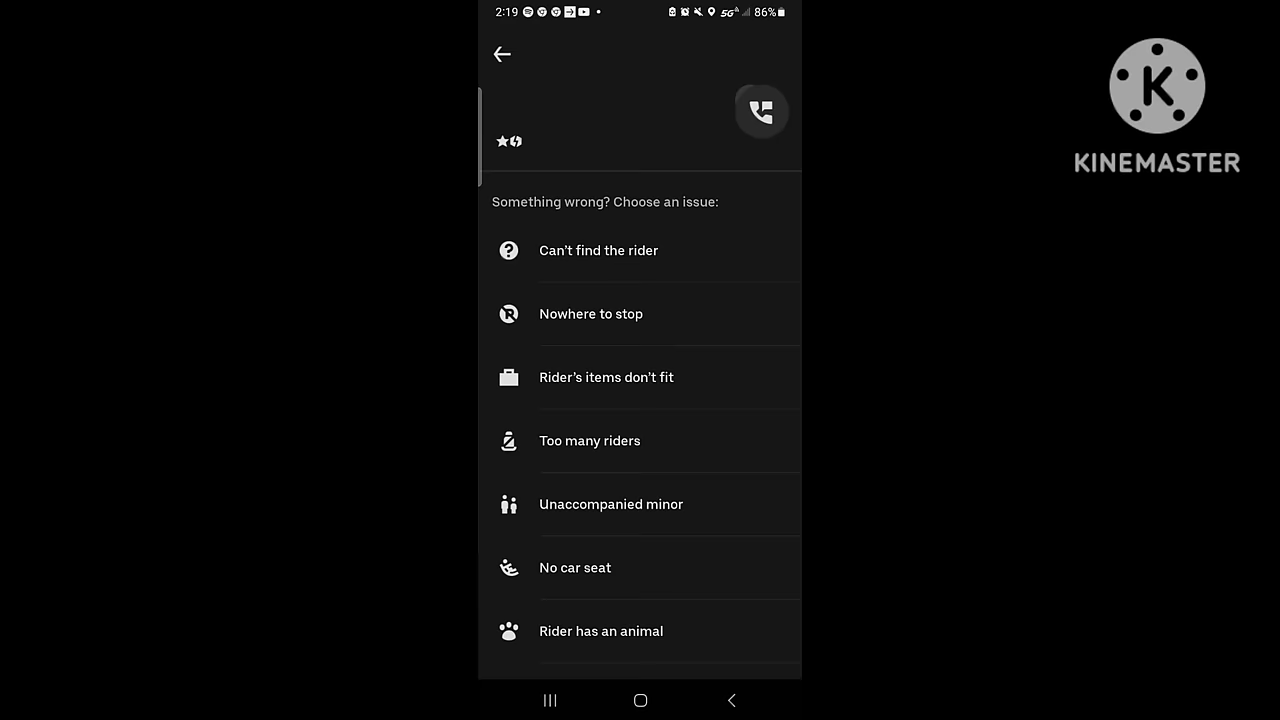 2:19 5G 86%
K
KINEMASTER
Something wrong? Choose an issue:
Can't find the rider
Nowhere to stop
Rider's items don't fit
Too many riders
Unaccompanied minor
No car seat
Rider has an animal